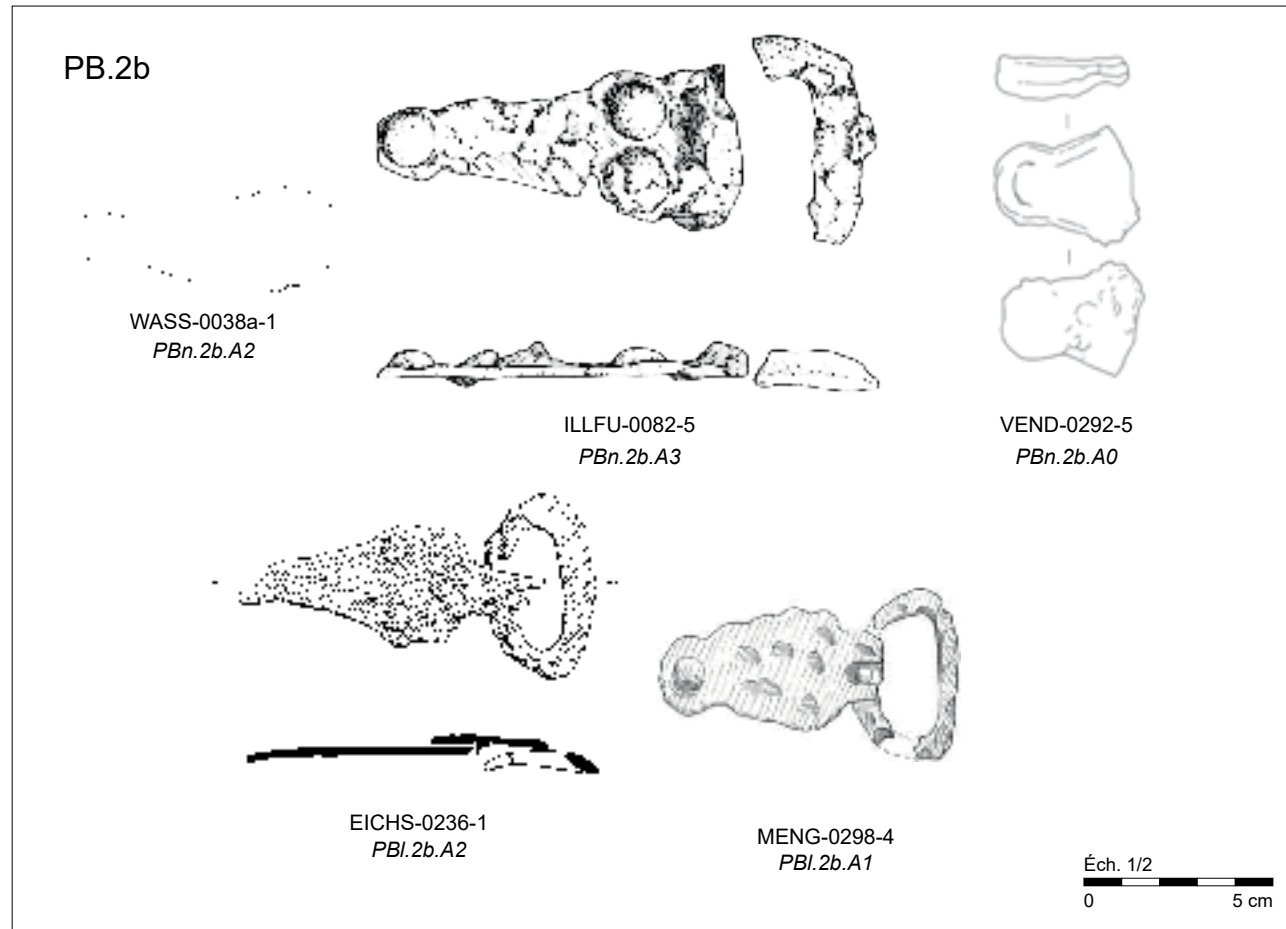 PB.2b
WASS-0038a-1
PBn.2b.A2
ILLFU-0082-5
PBn.2b.A3
VEND-0292-5
PBn.2b.A0
EICHS-0236-1
PBl.2b.A2
MENG-0298-4
PBl.2b.A1
Éch. 1/2
0 5 cm